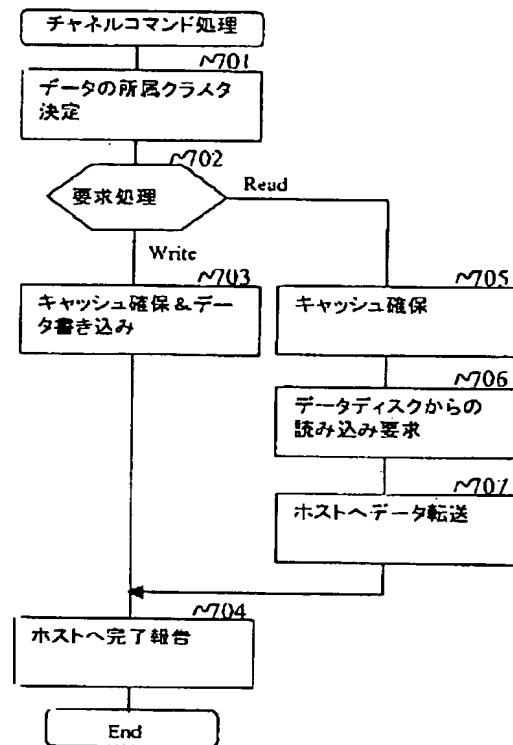 チャネルコマンド処理
~701
データの所属クラスタ
決定
~702
要求処理
Read
Write
~703
キャッシュ確保&デー
タ書き込み
~705
キャッシュ確保
~706
データディスクからの
読み込み要求
~707
ホストへデータ転送
~704
ホストへ完了報告
End